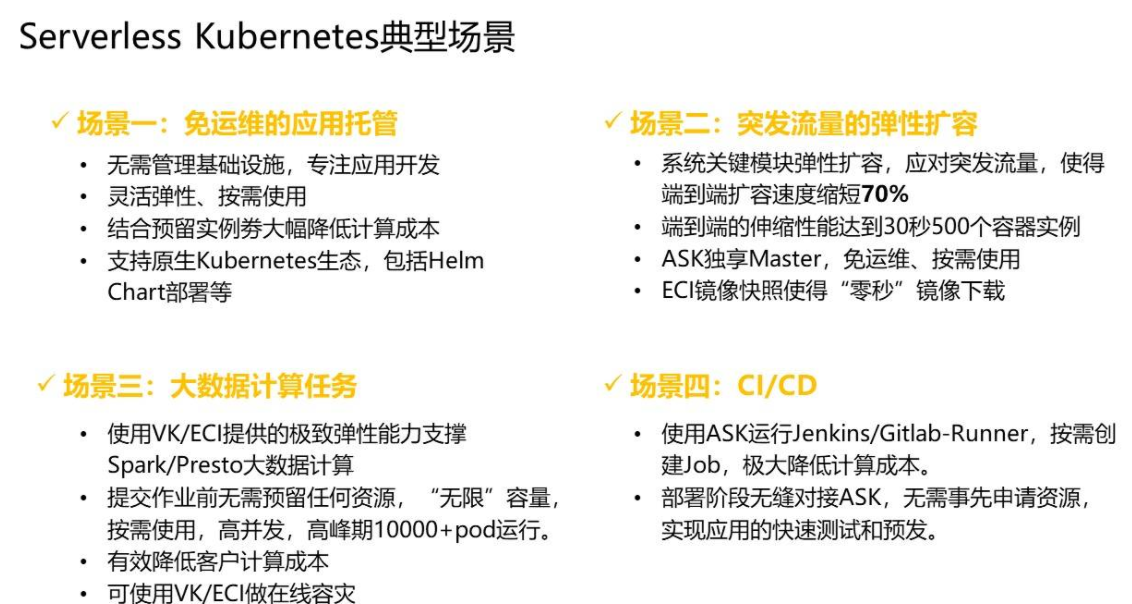 Serverless Kubernetes典型场景
✓ 场景一：免运维的应用托管
• 无需管理基础设施，专注应用开发
• 灵活弹性、按需使用
• 结合预留实例劵大幅降低计算成本
• 支持原生Kubernetes生态，包括Helm
Chart部署等
✓ 场景二：突发流量的弹性扩容
• 系统关键模块弹性扩容，应对突发流量，使得
端到端扩容速度缩短70%
• 端到端的伸缩性能达到30秒500个容器实例
• ASK独享Master，免运维、按需使用
• ECI镜像快照使得“零秒”镜像下载
✓ 场景三：大数据计算任务
• 使用VK/ECI提供的极致弹性能力支撑
Spark/Presto大数据计算
• 提交作业前无需预留任何资源，“无限”容量，
按需使用，高并发，高峰期10000+pod运行。
• 有效降低客户计算成本
• 可使用VK/ECI做在线容灾
✓ 场景四：CI/CD
• 使用ASK运行Jenkins/Gitlab-Runner，按需创
建Job，极大降低计算成本。
• 部署阶段无缝对接ASK，无需事先申请资源，
实现应用的快速测试和预发。